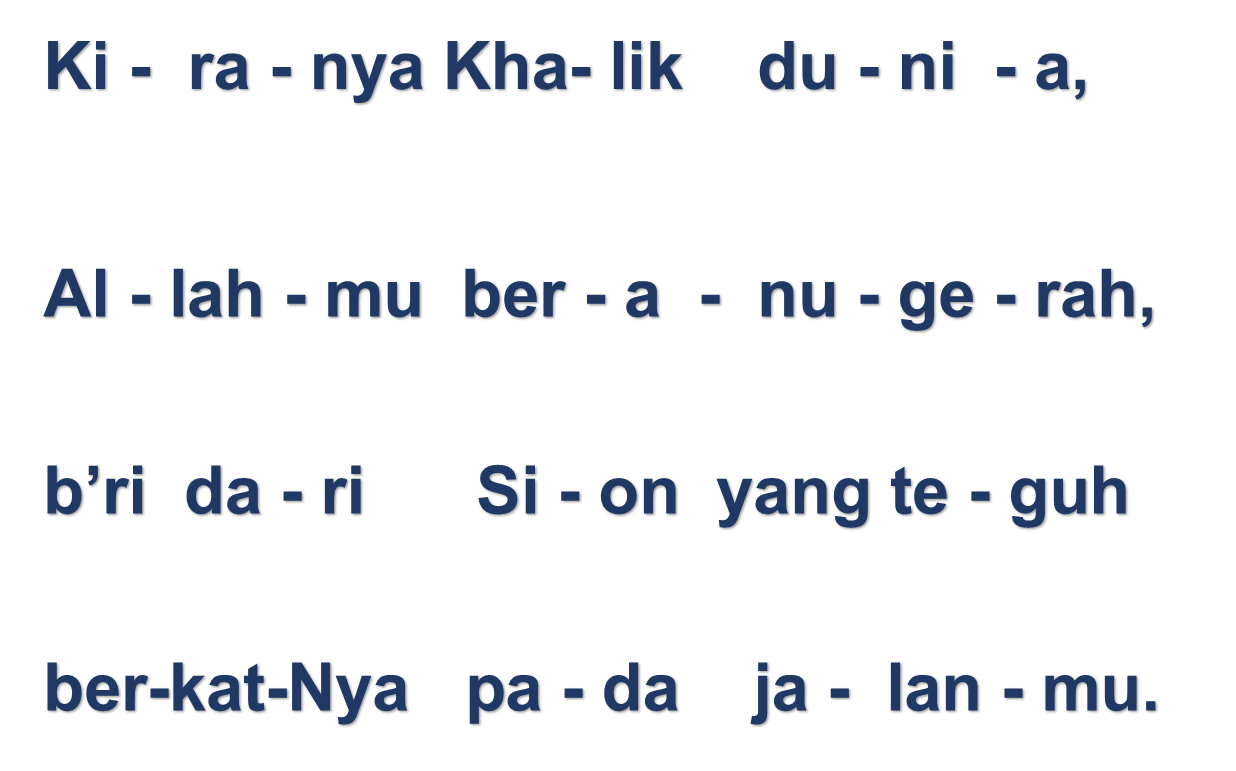 Ki - ra - nya Kha- lik du - ni - a,
Al - lah - mu ber - a - nu - ge - rah,
b’ri da - ri Si - on yang te - guh
ber-kat-Nya pa - da ja - lan - mu.